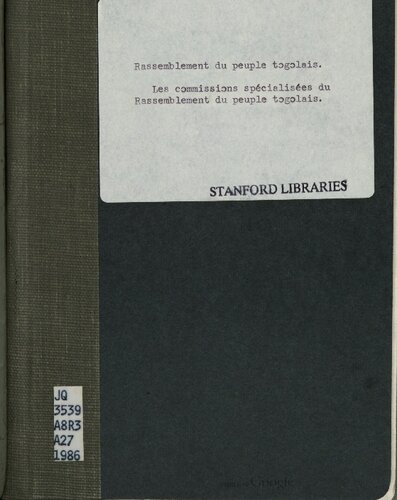 Rassemblement du peuple togolais.
Les commissions spécialisées du
Rassemblement du peuple togolais.
STANFORD LIBRARIES
JQ
3539
A8R3
A27
1986
Google